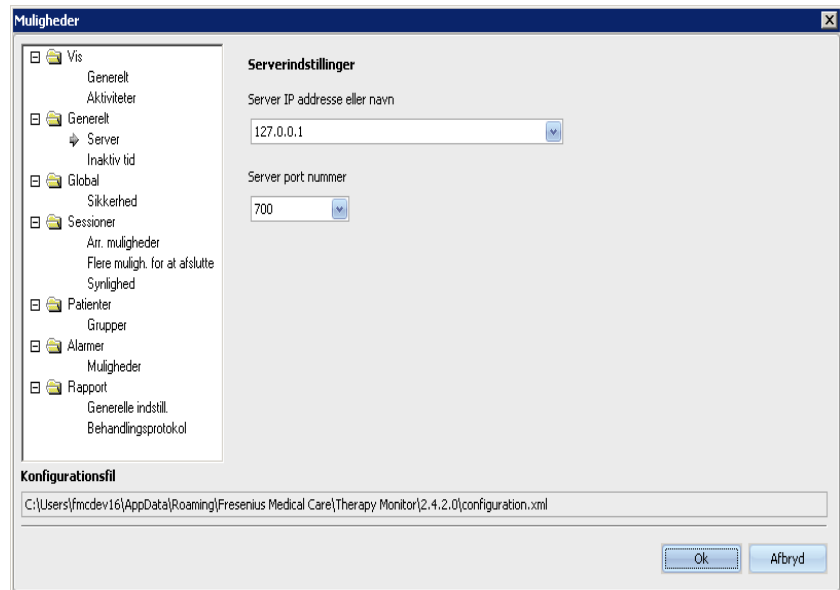 Muligheder
Vis
Generelt
Aktiviteter
Generelt
Server
Inaktiv tid
Global
Sikkerhed
Sessioner
Arr. muligheder
Flere muligh. for at afslutte
Synlighed
Patienter
Grupper
Alarmer
Muligheder
Rapport
Generelle indstill.
Behandlingsprotokol
Serverindstillinger
Server IP addresse eller navn
127.0.0.1
Server port nummer
700
Konfigurationsfil
C:\Users\fmcdev16\AppData\Roaming\Fresenius Medical Care\Therapy Monitor\2.4.2.0\configuration.xml
Ok
Afbryd